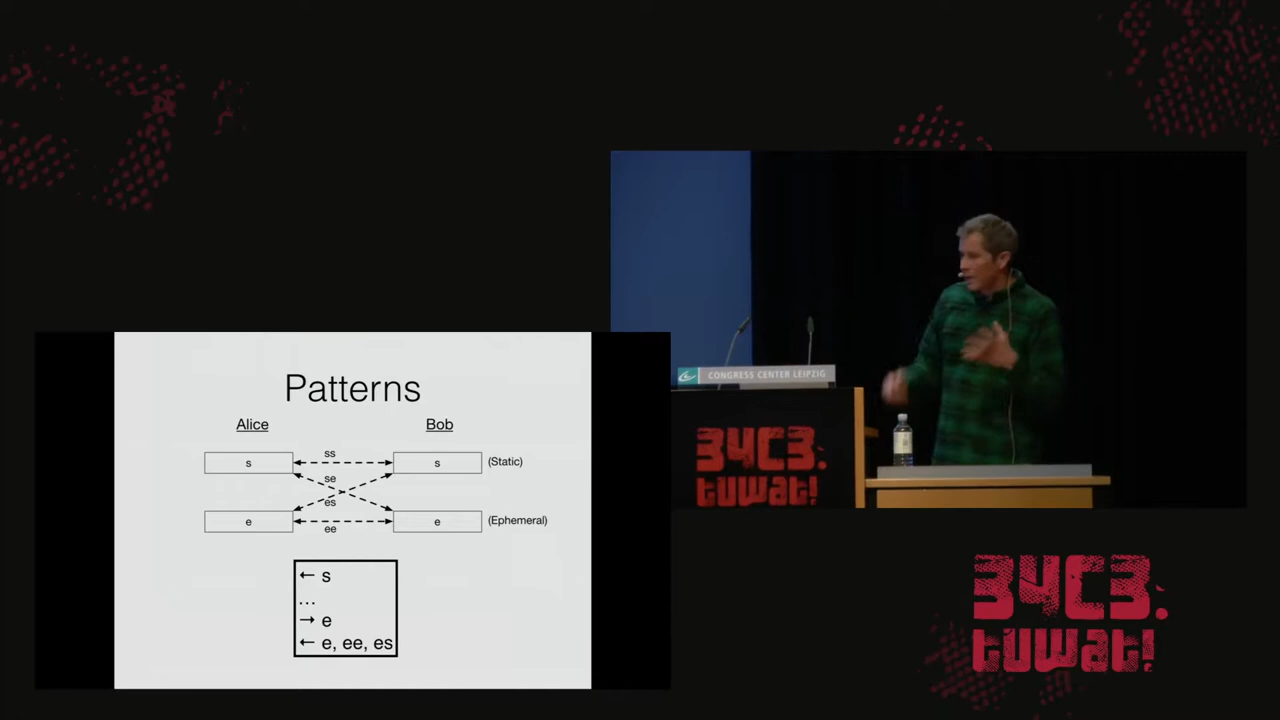 Patterns
Alice
Bob
ss
s
s
(Static)
se
es
e
e
(Ephemeral)
ee
← s
...
→ e
← e, ee, es
CONGRESS CENTER LEIPZIG
34C3.
tuwat!
34C3.
tuwat!